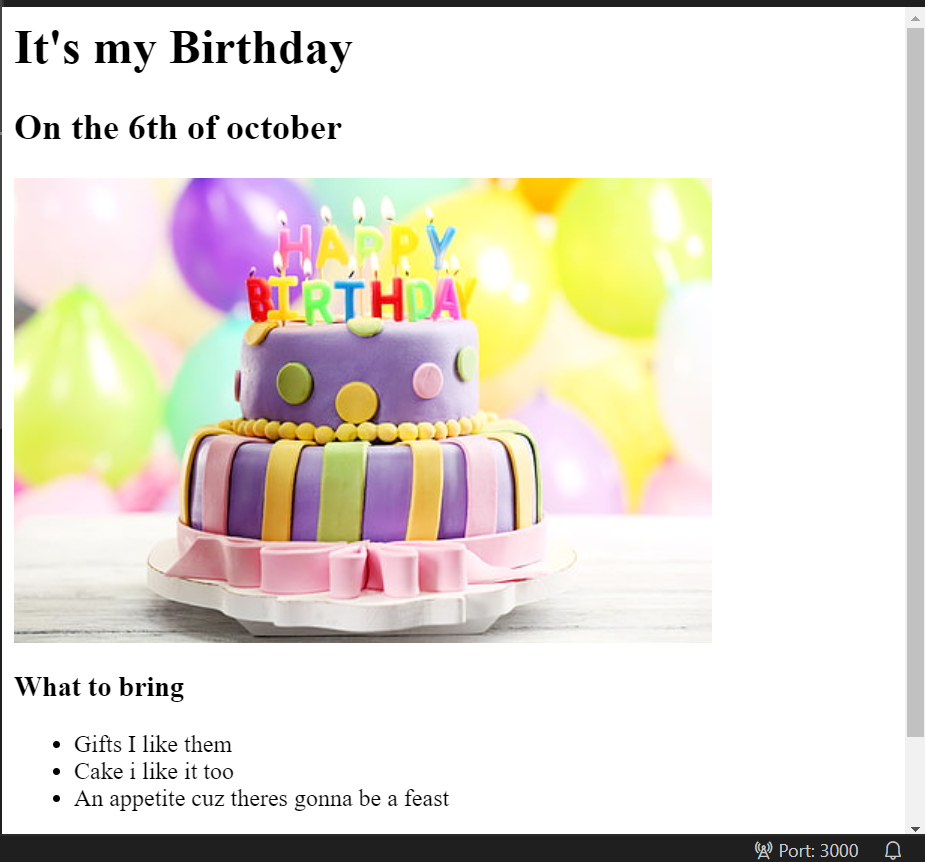 It's my Birthday
On the 6th of october
HAPPY
BIRTHDAY
What to bring
Gifts I like them
Cake i like it too
An appetite cuz theres gonna be a feast
Port: 3000